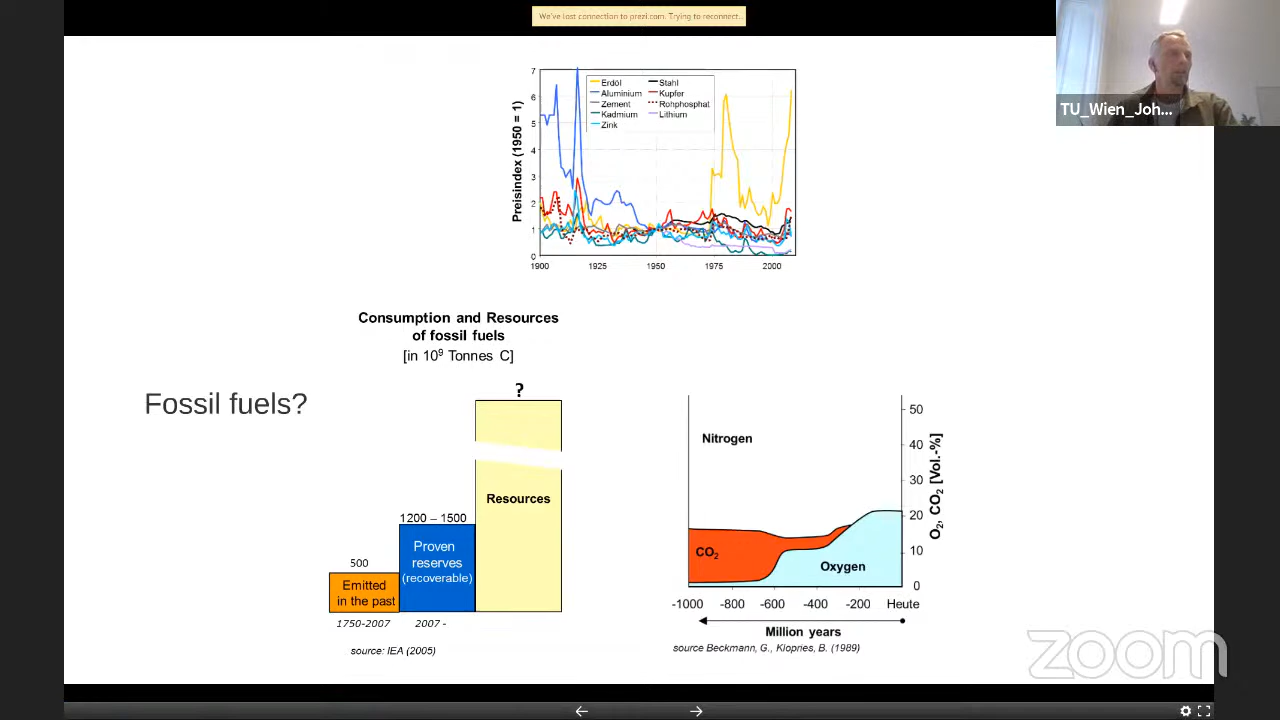 We've lost connection to prezi.com. Trying to reconnect...
TU_Wien_Joh...
Preisindex (1950 = 1)
7
6
5
4
3
2
1
0
Erdöl
Aluminium
Zement
Kadmium
Zink
Stahl
Kupfer
Rohphosphat
Lithium
1900 1925 1950 1975 2000
Consumption and Resources
of fossil fuels
[in 10⁹ Tonnes C]
Fossil fuels?
?
Resources
1200 – 1500
Proven
reserves
(recoverable)
500
Emitted
in the past
1750-2007 2007 -
source: IEA (2005)
Nitrogen
CO₂
Oxygen
50
40
30
20
10
0
O₂, CO₂ [Vol.-%]
-1000 -800 -600 -400 -200 Heute
Million years
source Beckmann, G., Klopries, B. (1989)
zoom